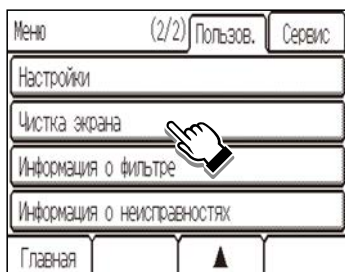 Меню (2/2) Пользов. Сервис
Настройки
Чистка экрана
Информация о фильтре
Информация о неисправностях
Главная